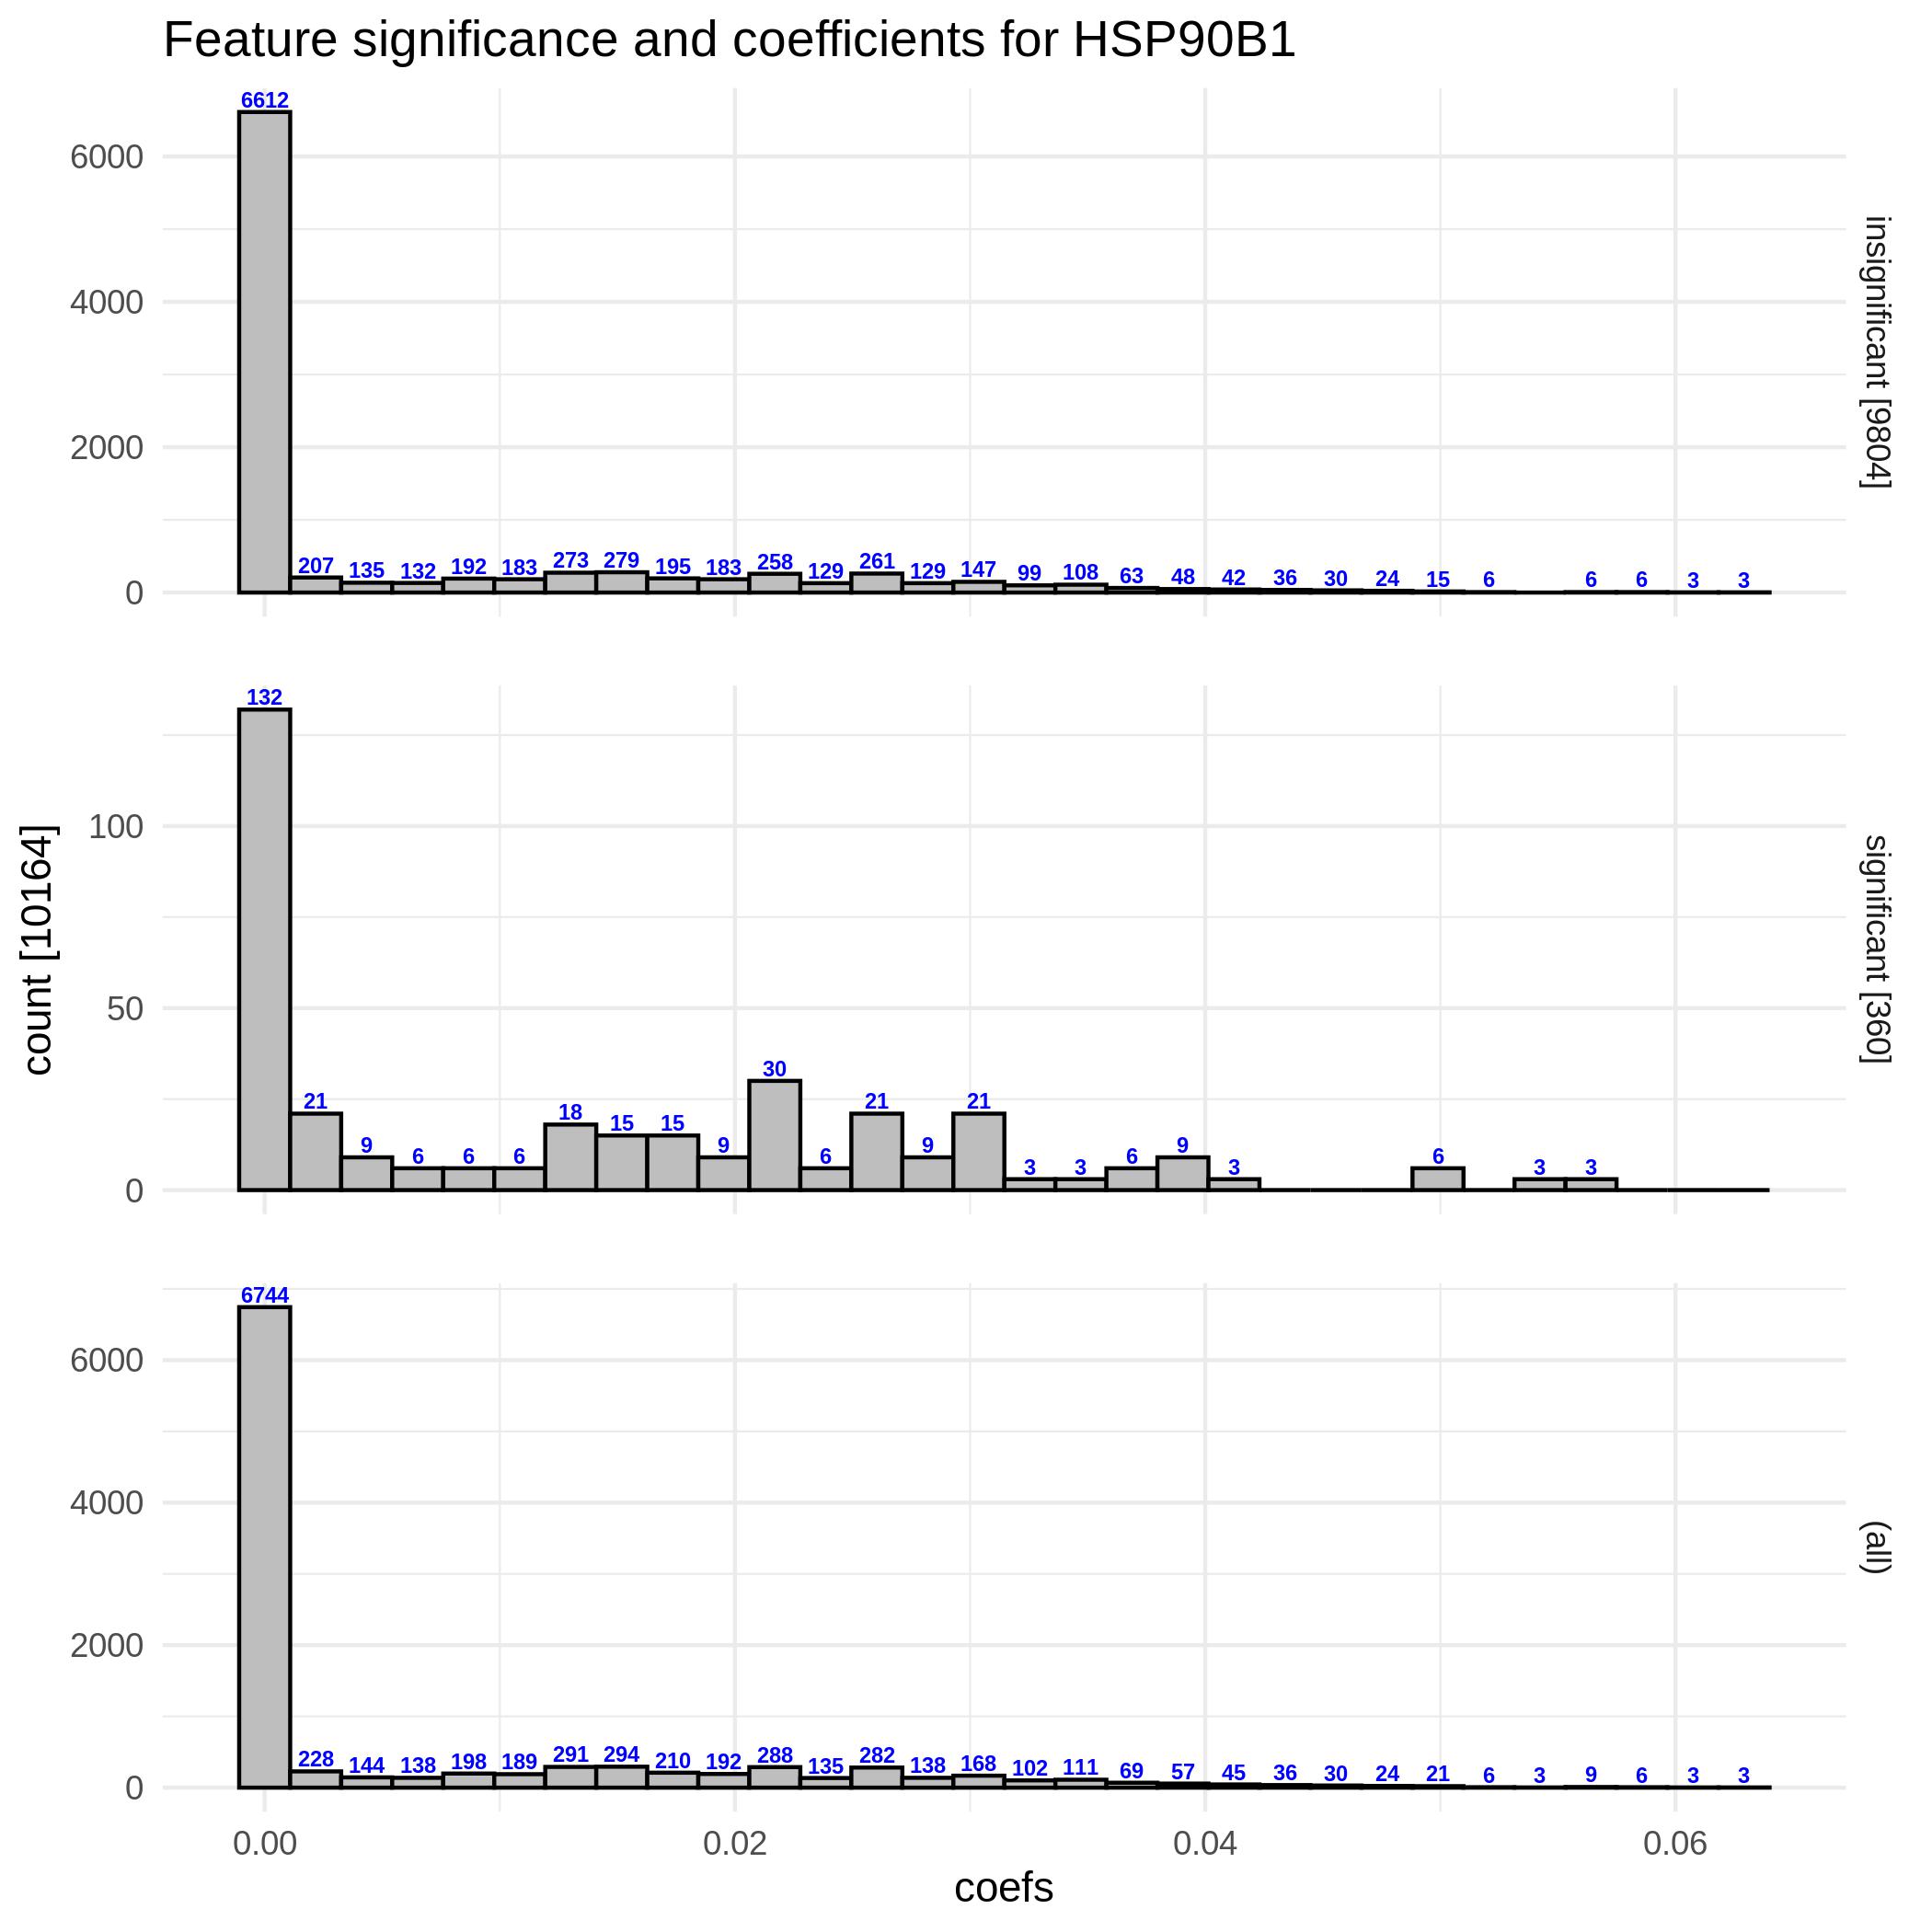 Feature significance and coefficients for HSP90B1
6612
6000
4000
2000
0
207 135 132 192 183 273 279 195 183 258 129 261 129 147 99 108 63 48 42 36 30 24 15 6 6 6 3 3
insignificant [9804]
132
100
50
0
21 9 6 6 6 18 15 15 9 30 6 21 9 21 3 3 6 9 3 6 3 3
significant [360]
count [10164]
6744
6000
4000
2000
0
228 144 138 198 189 291 294 210 192 288 135 282 138 168 102 111 69 57 45 36 30 24 21 6 3 9 6 3 3
(all)
0.00 0.02 0.04 0.06
coefs